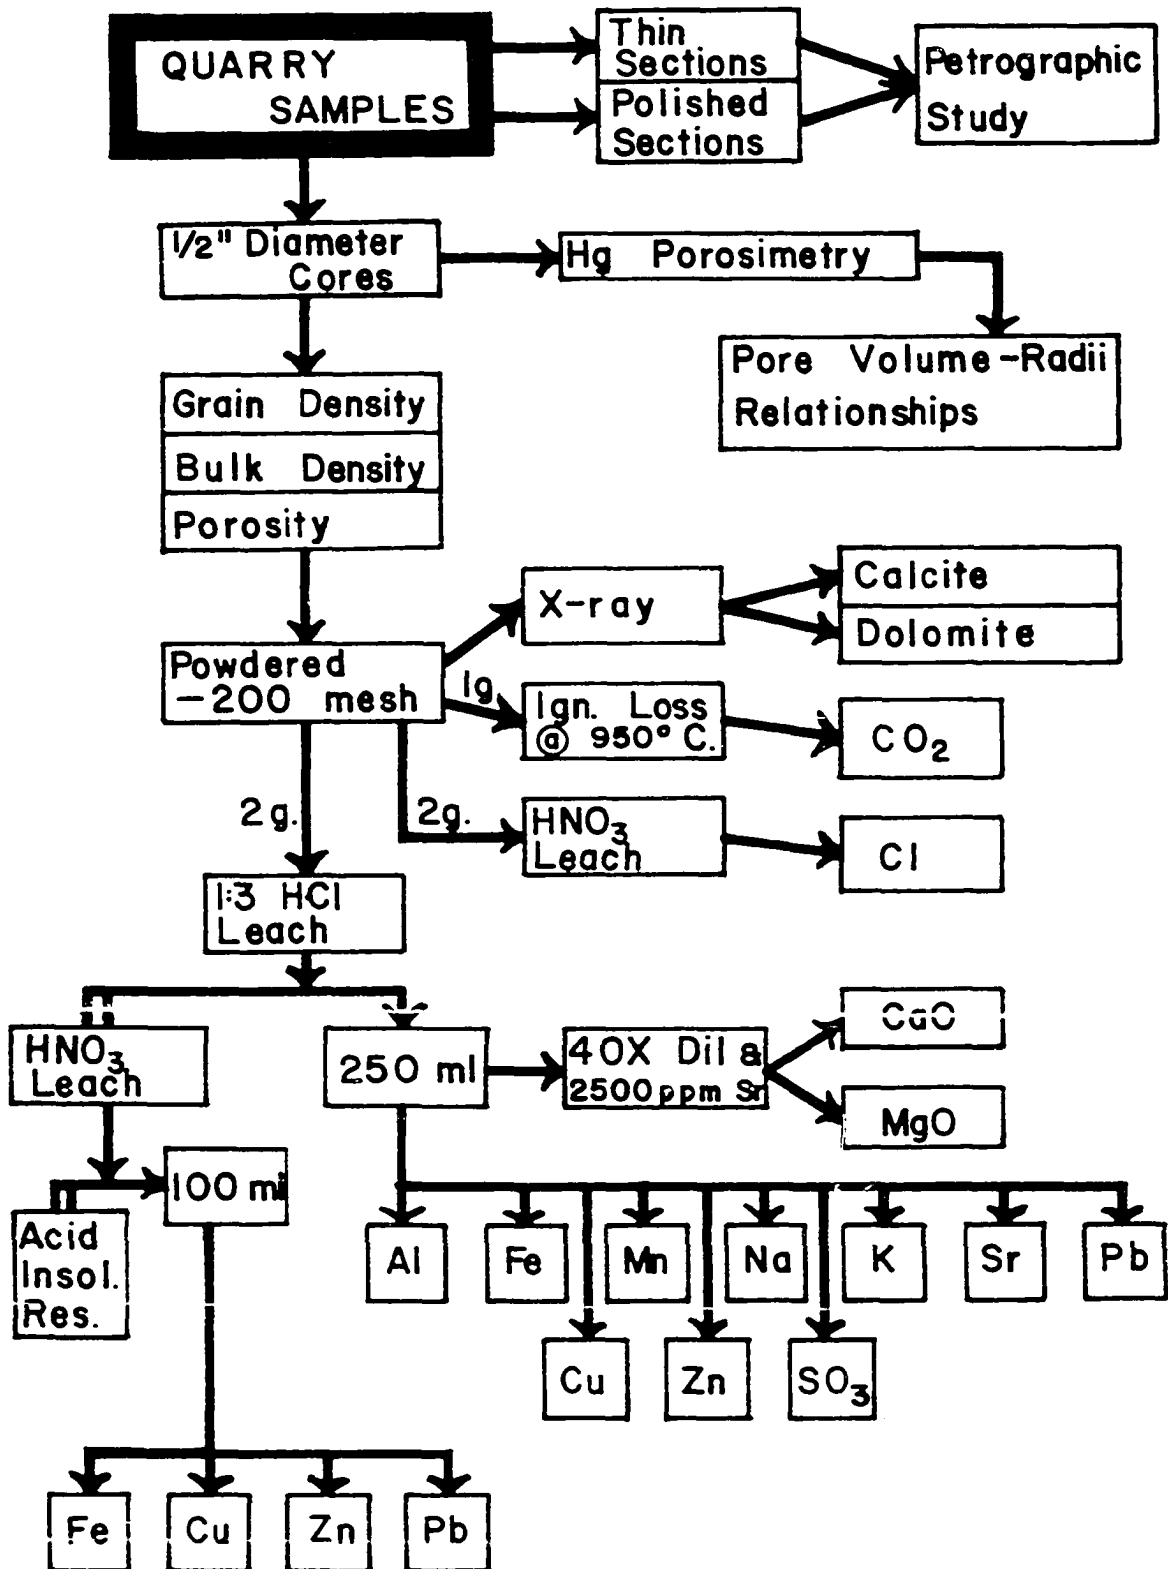 QUARRY
SAMPLES
Thin
Sections
Polished
Sections
Petrographic
Study
1/2" Diameter
Cores
Hg Porosimetry
Pore Volume-Radii
Relationships
Grain Density
Bulk Density
Porosity
Powdered
-200 mesh
X-ray
Calcite
Dolomite
1g
Ign. Loss
@ 950° C.
CO₂
2g.
2g.
HNO₃
Leach
Cl
1:3 HCl
Leach
HNO₃
Leach
250 ml
40X Dil &
2500 ppm Sr
CaO
MgO
100 ml
Acid
Insol.
Res.
Al
Fe
Mn
Na
K
Sr
Pb
Cu
Zn
SO₃
Fe
Cu
Zn
Pb